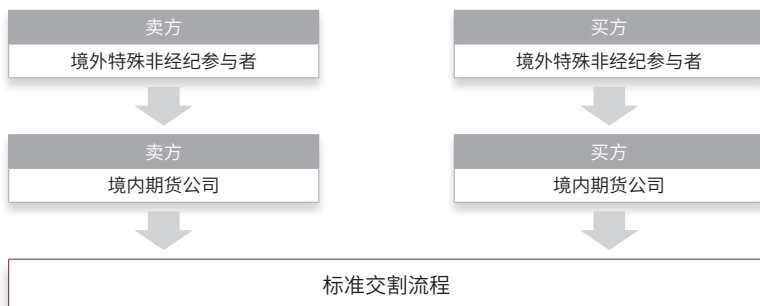 卖方
境外特殊非经纪参与者
买方
境外特殊非经纪参与者
卖方
境内期货公司
买方
境内期货公司
标准交割流程